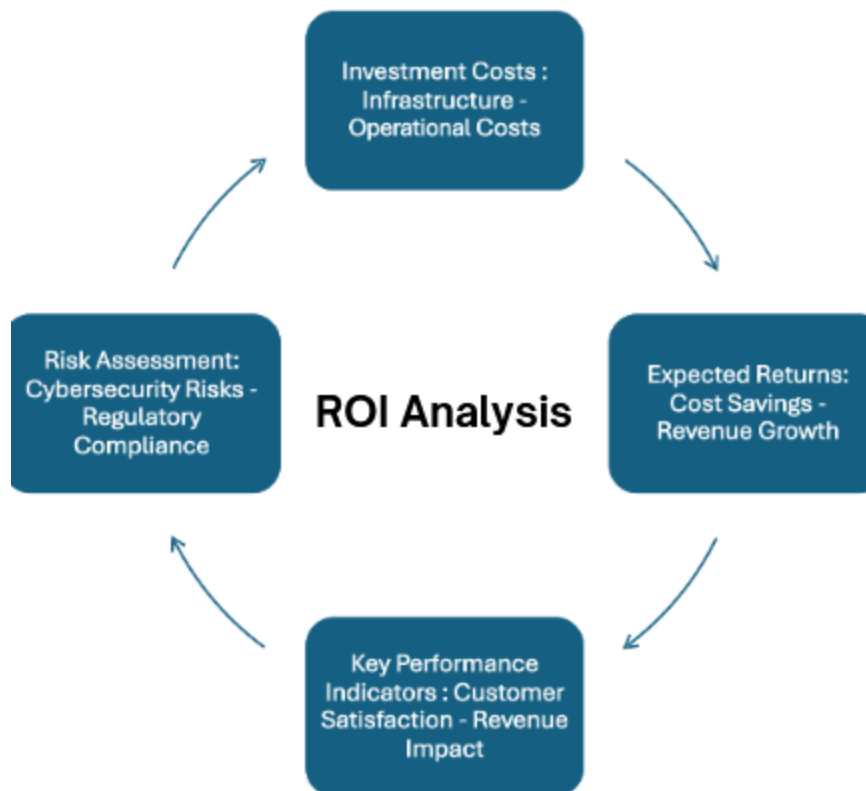 Investment Costs :
Infrastructure -
Operational Costs
Risk Assessment:
Cybersecurity Risks -
Regulatory
Compliance
ROI Analysis
Expected Returns:
Cost Savings -
Revenue Growth
Key Performance
Indicators : Customer
Satisfaction - Revenue
Impact